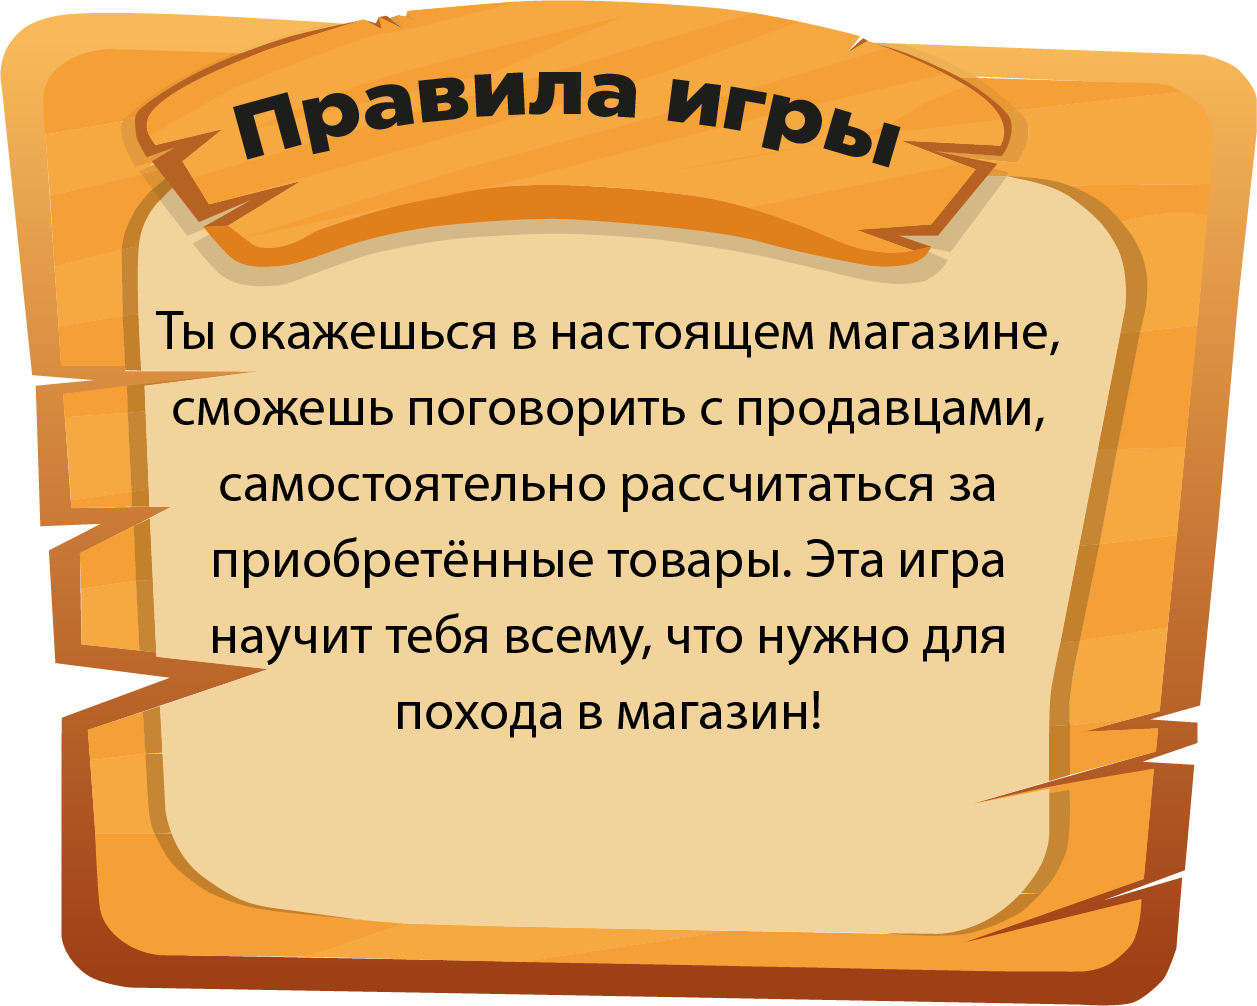 Правила игры
Ты окажешься в настоящем магазине,
сможешь поговорить с продавцами,
самостоятельно рассчитаться за
приобретённые товары. Эта игра
научит тебя всему, что нужно для
похода в магазин!